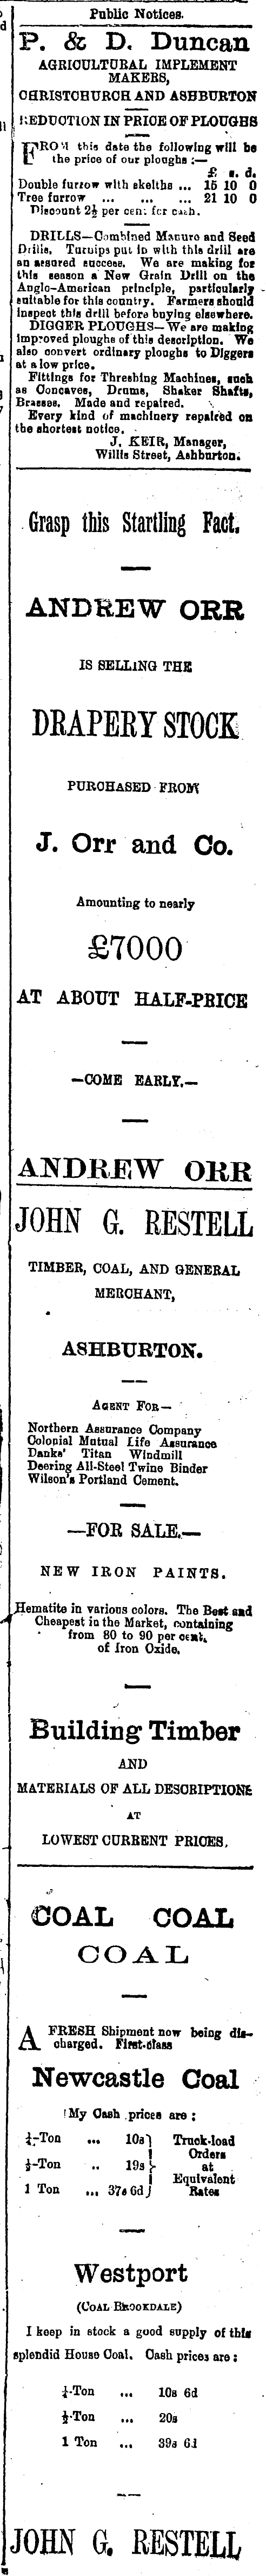 Public Notices.
P. & D. Duncan
AGRICULTURAL IMPLEMENT
MAKERS,
CHRISTCHURCH AND ASHBURTON
REDUCTION IN PRICE OF PLOUGHS
FROM this date the following will be
the price of our ploughs :—
£ s. d.
Double furrow with skeiths ... 15 10 0
Tree furrow ... ... ... 21 10 0
Discount 2½ per cent for cash.
DRILLS—Combined Manure and Seed
Drills, Turnips put in with this drill are
an assured success. We are making for
this season a New Grain Drill on the
Anglo-American principle, particularly
suitable for this country. Farmers should
inspect this drill before buying elsewhere.
DIGGER PLOUGHS—We are making
improved ploughs of this description. We
also convert ordinary ploughs to Diggers
at a low price.
Fittings for Threshing Machines, such
as Concaves, Drums, Shaker Shafts,
Brasses. Made and repaired.
Every kind of machinery repaired on
the shortest notice.
J. KEIR, Manager,
Willis Street, Ashburton.
Grasp this Startling Fact.
ANDREW ORR
IS SELLING THE
DRAPERY STOCK
PURCHASED FROM
J. Orr and Co.
Amounting to nearly
£7000
AT ABOUT HALF-PRICE
—COME EARLY.—
ANDREW ORR
JOHN G. RESTELL
TIMBER, COAL, AND GENERAL
MERCHANT,
ASHBURTON.
AGENT FOR—
Northern Assurance Company
Colonial Mutual Life Assurance
Danks' Titan Windmill
Deering All-Steel Twine Binder
Wilson's Portland Cement.
—FOR SALE.—
NEW IRON PAINTS.
Hematite in various colors. The Best and
Cheapest in the Market, containing
from 80 to 90 per cent.
of Iron Oxide.
Building Timber
AND
MATERIALS OF ALL DESCRIPTIONS
AT
LOWEST CURRENT PRICES.
COAL COAL
COAL
A FRESH Shipment now being dis-
charged. First-class
Newcastle Coal
My Cash prices are :
¼-Ton ... 10s } Truck-load
Orders
½-Ton .. 19s } at
Equivalent
1 Ton ... 37s 6d } Rates
Westport
(COAL BROOKDALE)
I keep in stock a good supply of this
splendid House Coal. Cash prices are :
¼-Ton ... 10s 6d
½-Ton ... 20s
1 Ton ... 39s 6d
JOHN G. RESTELL